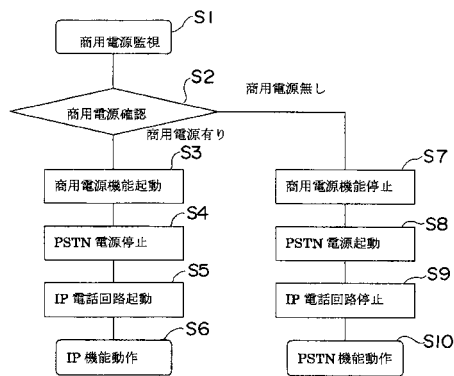 S1
商用電源監視
S2
商用電源確認
商用電源無し
商用電源有り
S3
商用電源機能起動
S4
PSTN 電源停止
S5
IP 電話回路起動
S6
IP 機能動作
S7
商用電源機能停止
S8
PSTN 電源起動
S9
IP 電話回路停止
S10
PSTN 機能動作